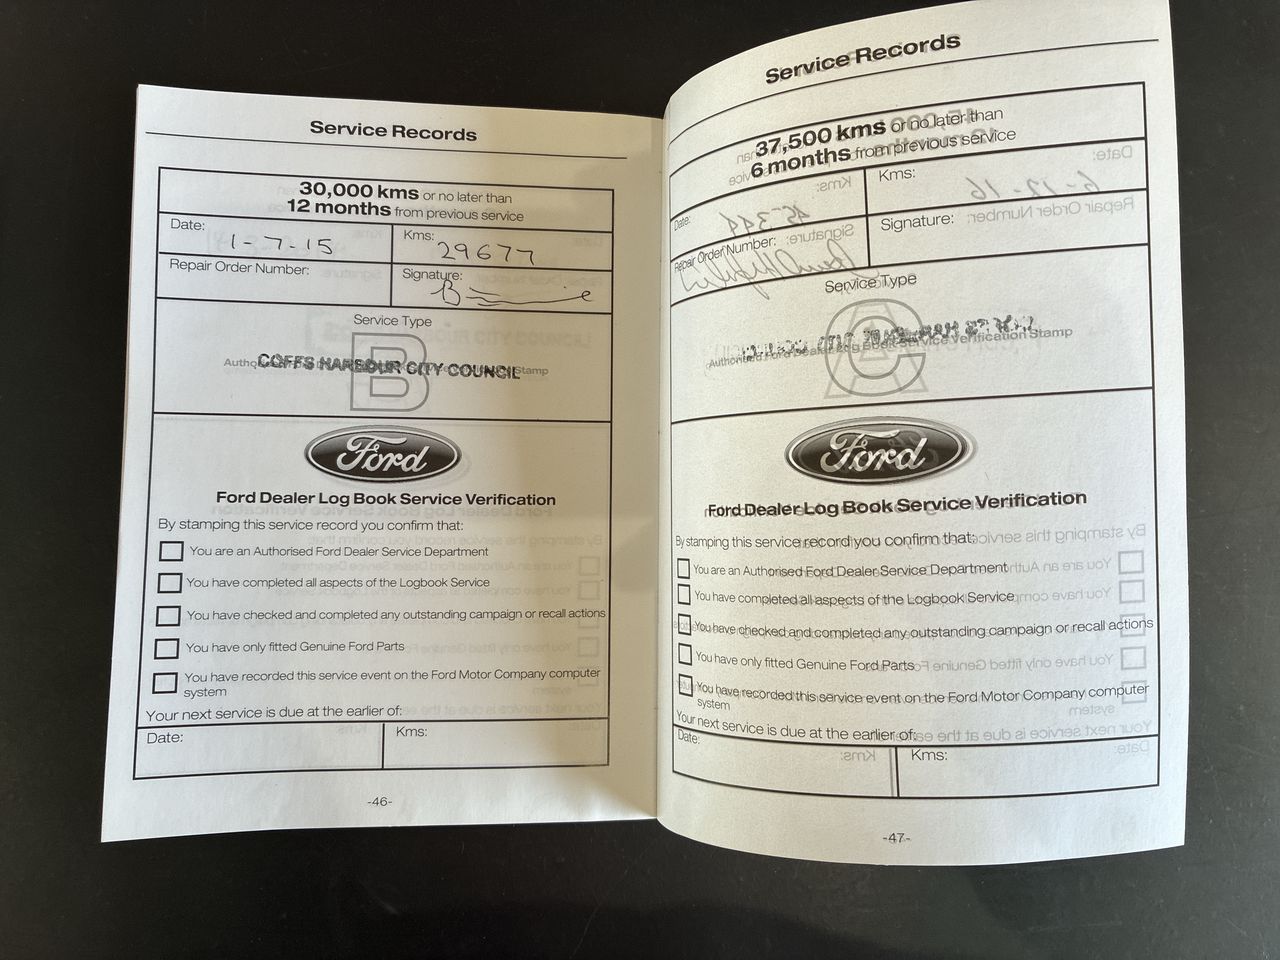 Service Records
30,000 kms or no later than
12 months from previous service
Date: 1-7-15
Kms: 29677
Repair Order Number:
Signature:
Service Type
B
COFFS HARBOUR CITY COUNCIL
Ford
Ford Dealer Log Book Service Verification
By stamping this service record you confirm that:
You are an Authorised Ford Dealer Service Department
You have completed all aspects of the Logbook Service
You have checked and completed any outstanding campaign or recall actions
You have only fitted Genuine Ford Parts
You have recorded this service event on the Ford Motor Company computer
system
Your next service is due at the earlier of:
Date:
Kms:
-46-
Service Records
37,500 kms or no later than
6 months from previous service
Date:
Kms:
Repair Order Number:
Signature:
Service Type
C
Authorised Ford Dealer Log Book Service Verification Stamp
Ford
Ford Dealer Log Book Service Verification
By stamping this service record you confirm that:
You are an Authorised Ford Dealer Service Department
You have completed all aspects of the Logbook Service
You have checked and completed any outstanding campaign or recall actions
You have only fitted Genuine Ford Parts
You have recorded this service event on the Ford Motor Company computer
system
Your next service is due at the earlier of:
Date:
Kms:
-47-